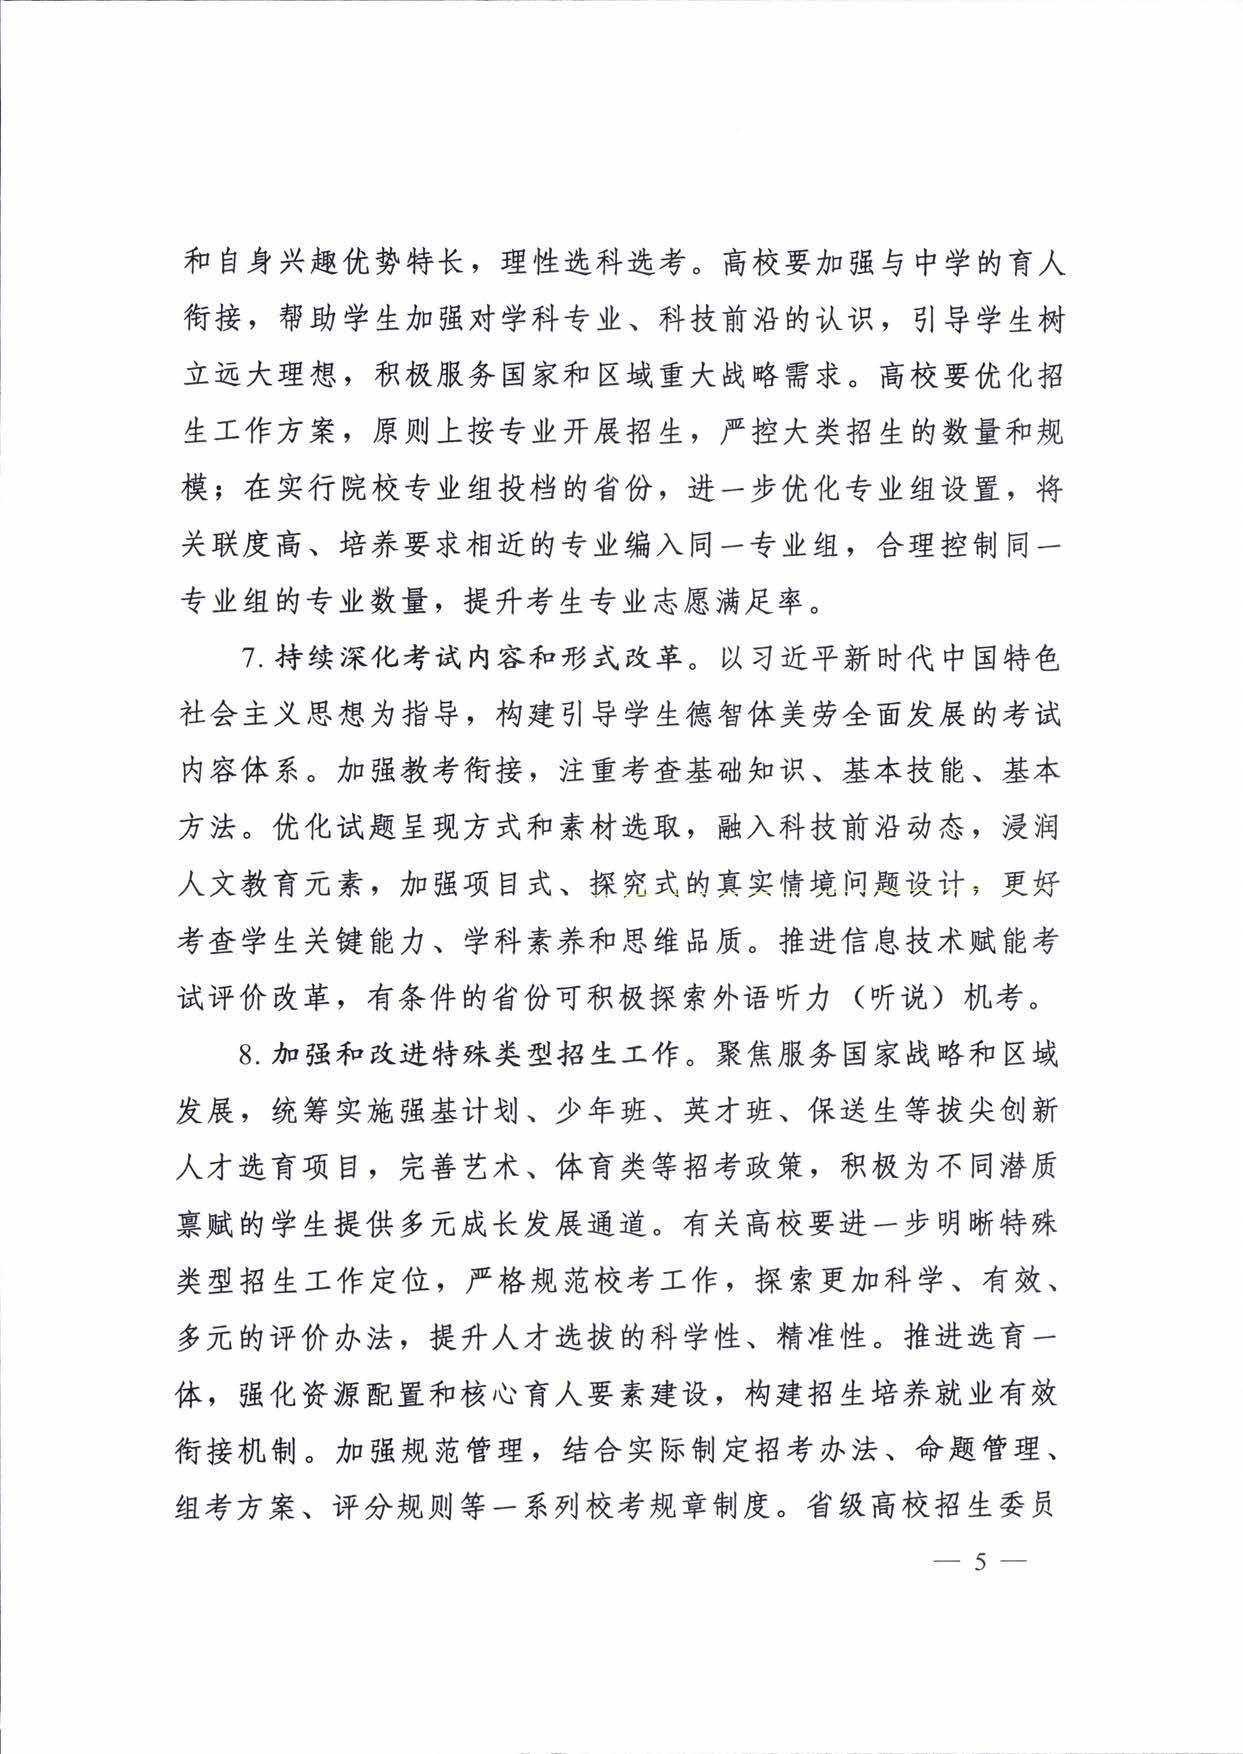 和自身兴趣优势特长，理性选科选考。高校要加强与中学的育人
衔接，帮助学生加强对学科专业、科技前沿的认识，引导学生树
立远大理想，积极服务国家和区域重大战略需求。高校要优化招
生工作方案，原则上按专业开展招生，严控大类招生的数量和规
模；在实行院校专业组投档的省份，进一步优化专业组设置，将
关联度高、培养要求相近的专业编入同一专业组，合理控制同一
专业组的专业数量，提升考生专业志愿满足率。
7. 持续深化考试内容和形式改革。以习近平新时代中国特色
社会主义思想为指导，构建引导学生德智体美劳全面发展的考试
内容体系。加强教考衔接，注重考查基础知识、基本技能、基本
方法。优化试题呈现方式和素材选取，融入科技前沿动态，浸润
人文教育元素，加强项目式、探究式的真实情境问题设计，更好
考查学生关键能力、学科素养和思维品质。推进信息技术赋能考
试评价改革，有条件的省份可积极探索外语听力（听说）机考。
8. 加强和改进特殊类型招生工作。聚焦服务国家战略和区域
发展，统筹实施强基计划、少年班、英才班、保送生等拔尖创新
人才选育项目，完善艺术、体育类等招考政策，积极为不同潜质
禀赋的学生提供多元成长发展通道。有关高校要进一步明晰特殊
类型招生工作定位，严格规范校考工作，探索更加科学、有效、
多元的评价办法，提升人才选拔的科学性、精准性。推进选育一
体，强化资源配置和核心育人要素建设，构建招生培养就业有效
衔接机制。加强规范管理，结合实际制定招考办法、命题管理、
组考方案、评分规则等一系列校考规章制度。省级高校招生委员
— 5 —